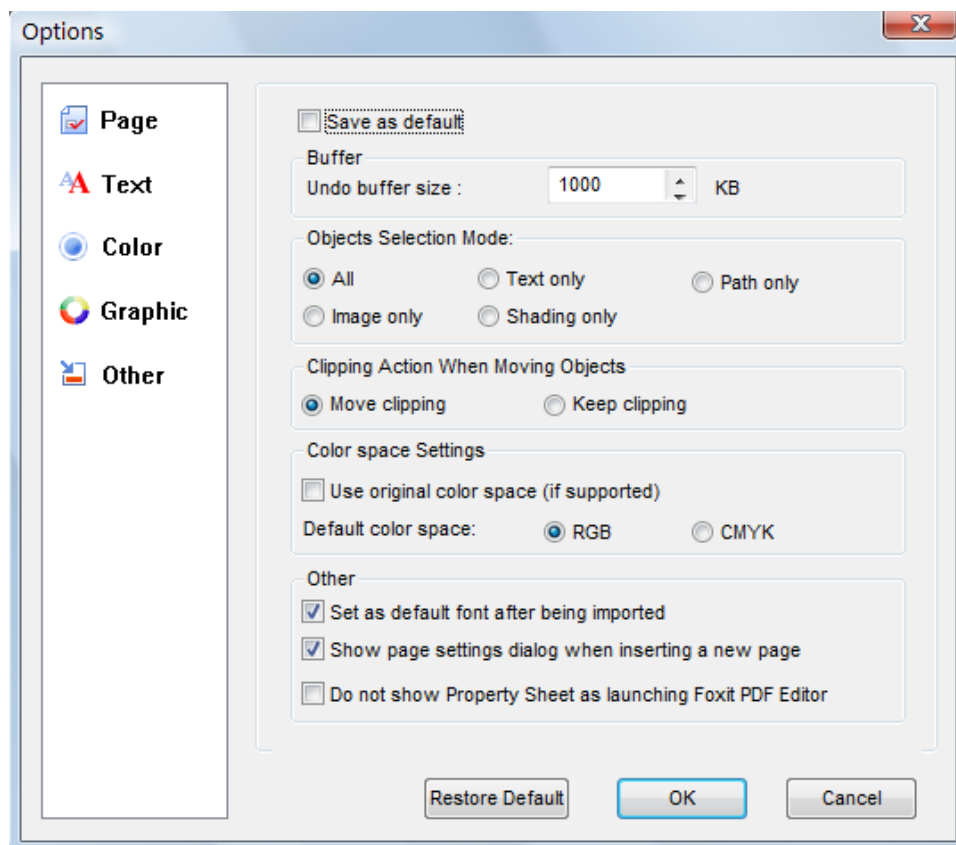 Options
Page
Text
Color
Graphic
Other
Save as default
Buffer
Undo buffer size : 1000 KB
Objects Selection Mode:
All Text only Path only
Image only Shading only
Clipping Action When Moving Objects
Move clipping Keep clipping
Color space Settings
Use original color space (if supported)
Default color space: RGB CMYK
Other
Set as default font after being imported
Show page settings dialog when inserting a new page
Do not show Property Sheet as launching Foxit PDF Editor
Restore Default OK Cancel